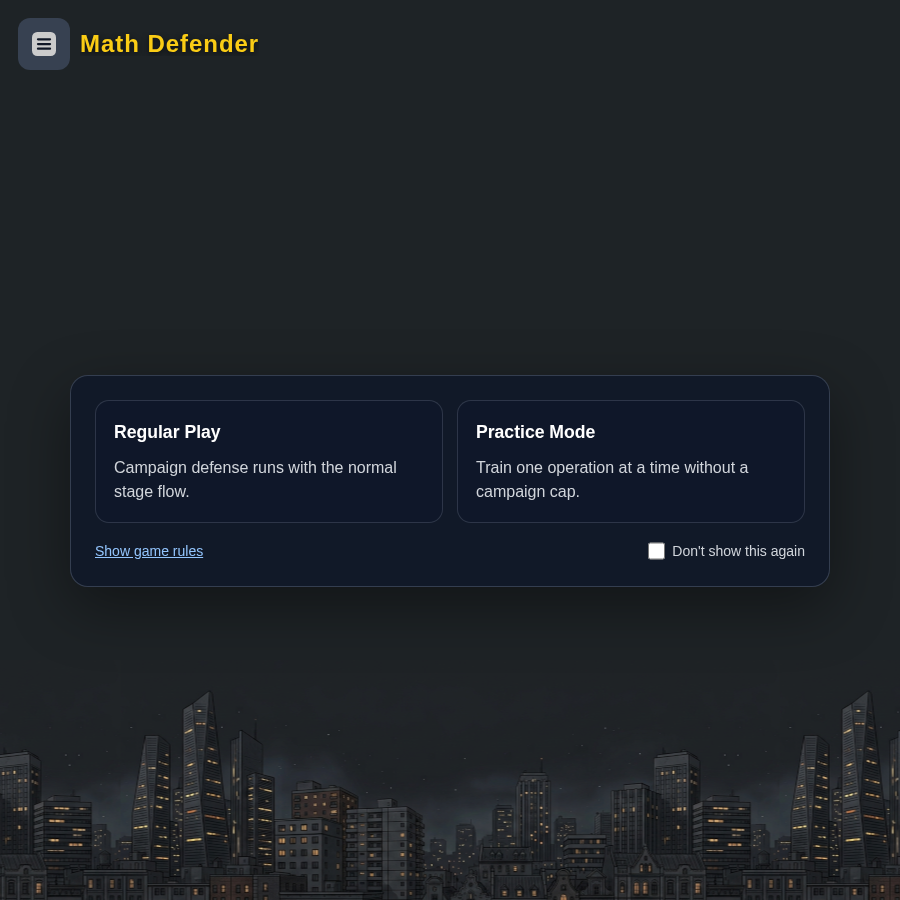 Math Defender
Regular Play
Campaign defense runs with the normal
stage flow.
Practice Mode
Train one operation at a time without a
campaign cap.
Show game rules
Don't show this again